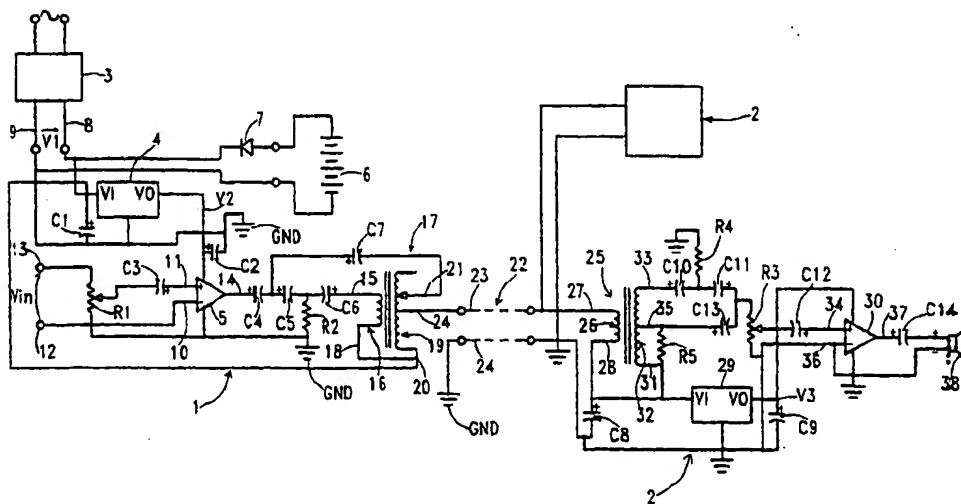 3
9
V1
8
7
6
4
VI
VO
V2
C1
GND
C2
C7
17
13
C3
11
14
15
21
23
22
Vin
R1
5
C4
C5
R2
C6
24
12
10
18
16
19
20
24
GND
1
GND
2
R4
25
33
C10
C11
27
35
C13
R3
C12
34
30
37
C14
26
28
R5
36
38
31
32
29
VI
VO
V3
C8
C9
2